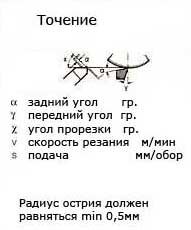 Точение
α задний угол гр.
γ передний угол гр.
χ угол прорезки гр.
v скорость резания м/мин
s подача мм/обор
Радиус острия должен
равняться min 0,5мм